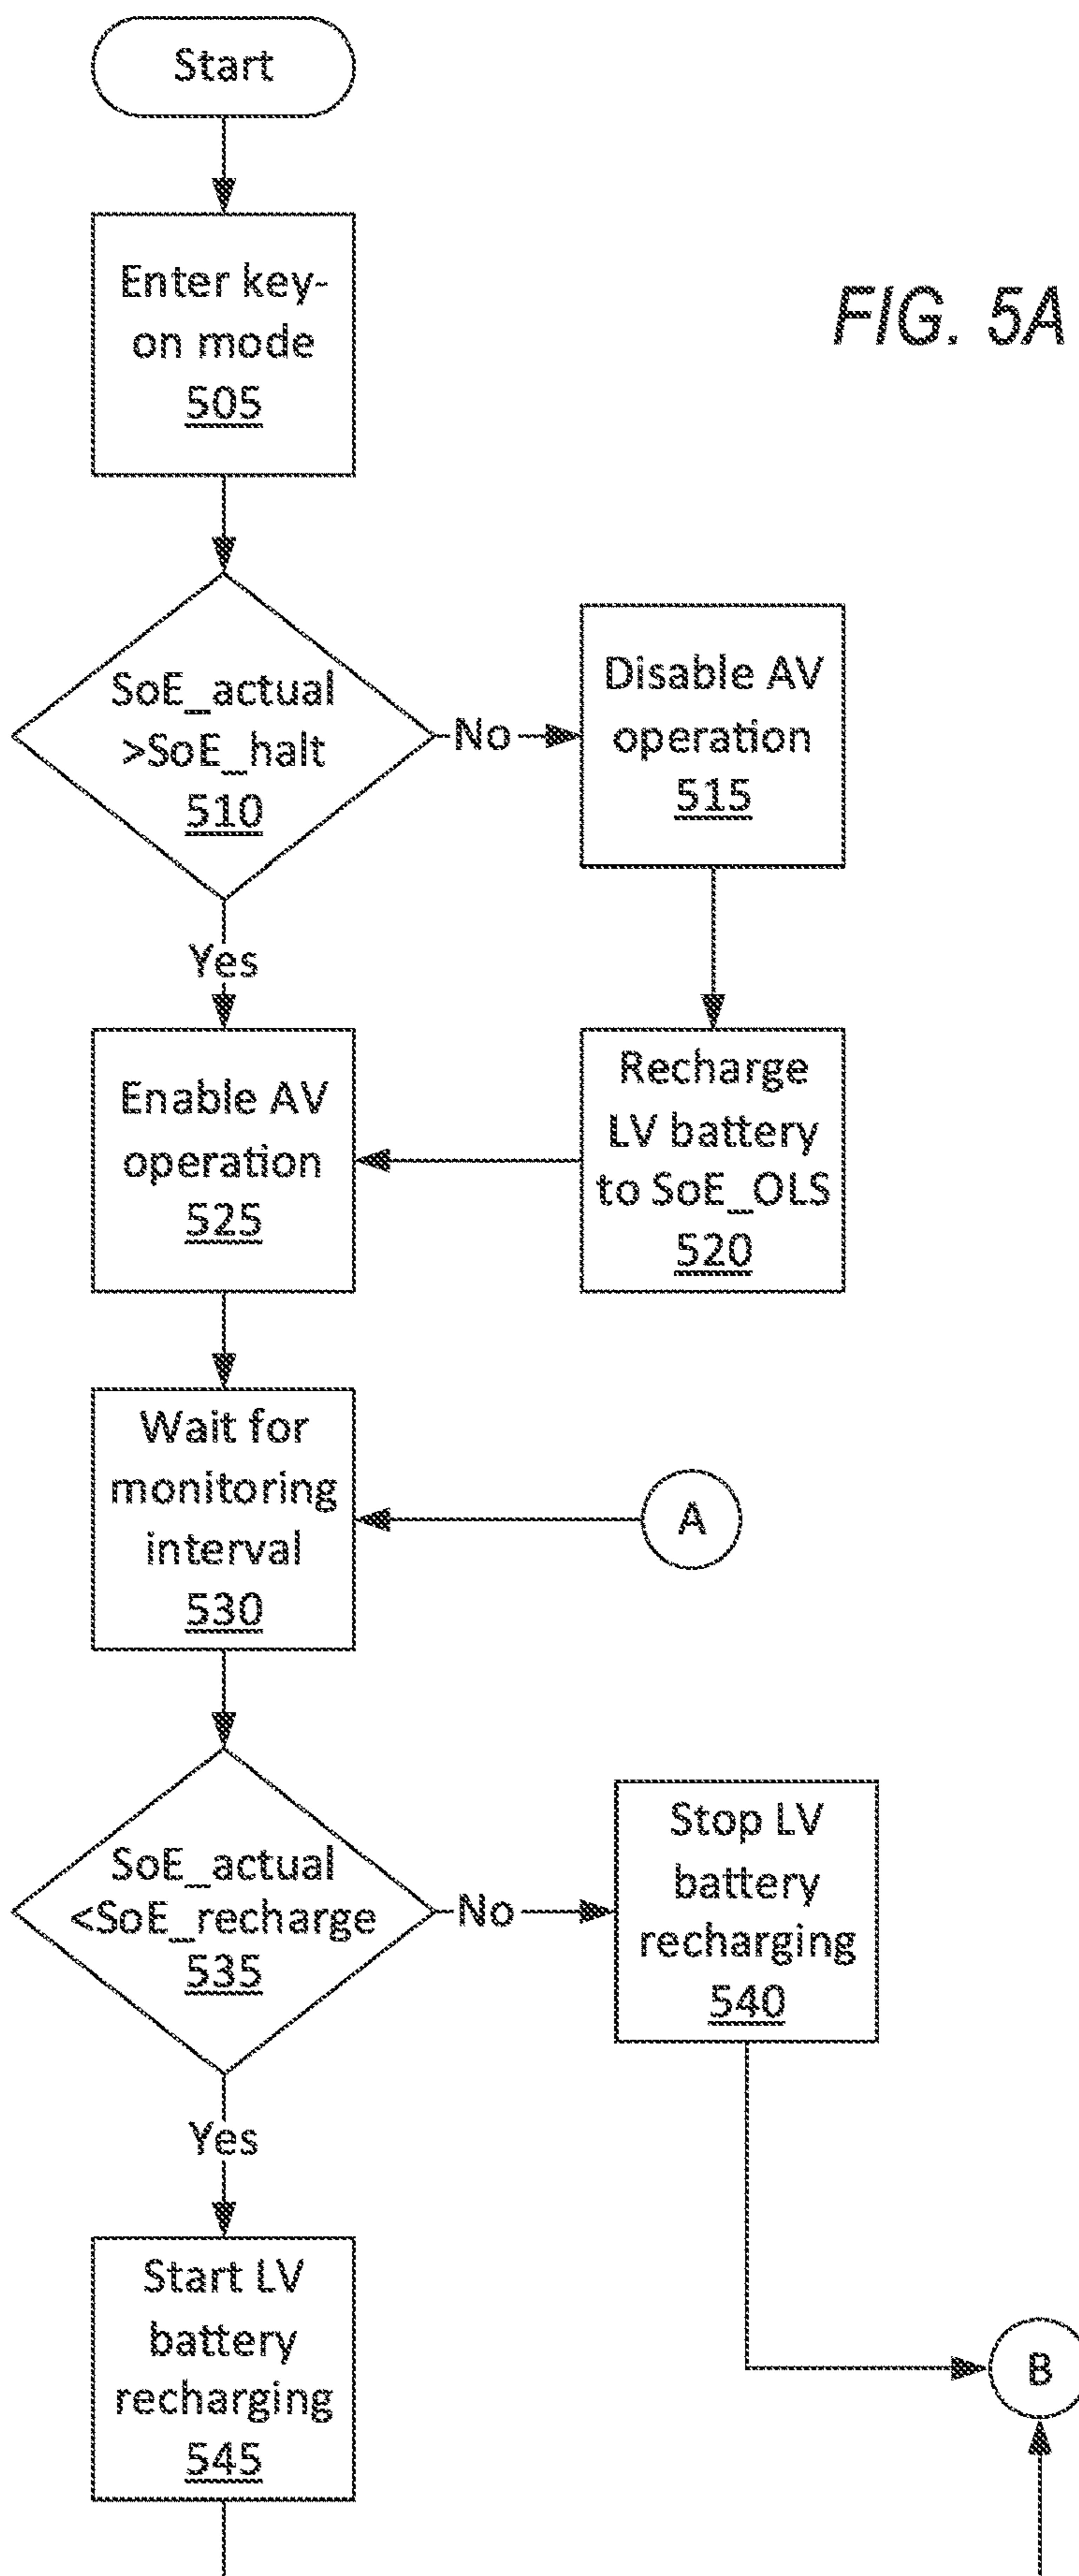 Start
Enter key-
on mode
505
FIG. 5A
SoE_actual
>SoE_halt
510
No
Disable AV
operation
515
Yes
Enable AV
operation
525
Recharge
LV battery
to SoE_OLS
520
Wait for
monitoring
interval
530
A
SoE_actual
<SoE_recharge
535
No
Stop LV
battery
recharging
540
Yes
Start LV
battery
recharging
545
B